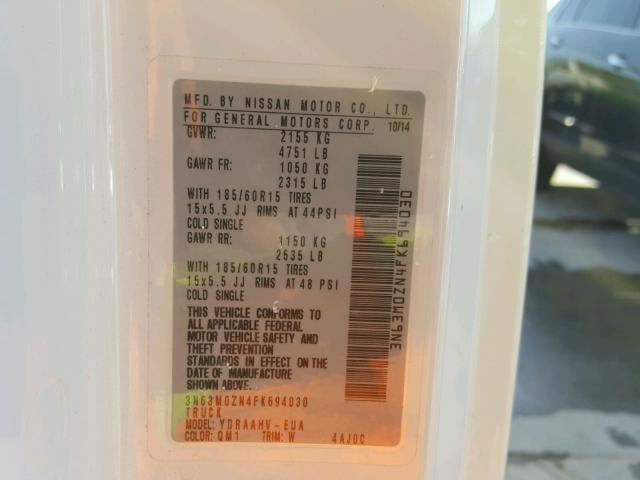 MFD. BY NISSAN MOTOR CO., LTD.
FOR GENERAL MOTORS CORP. 10/14
GVWR: 2155 KG
4751 LB
GAWR FR: 1050 KG
2315 LB
WITH 185/60R15 TIRES
15x5.5 JJ RIMS AT 44PSI
COLD SINGLE
GAWR RR: 1150 KG
2535 LB
WITH 185/60R15 TIRES
15x5.5 JJ RIMS AT 48 PSI
COLD SINGLE
THIS VEHICLE CONFORMS TO
ALL APPLICABLE FEDERAL
MOTOR VEHICLE SAFETY AND
THEFT PREVENTION
STANDARDS IN EFFECT ON THE
DATE OF MANUFACTURE
SHOWN ABOVE.
3N63M0ZN4FK694030
TRUCK
MODEL: YDRAAHV-EUA
COLOR: QM1 TRIM: W 4AJ0C
3N63M0ZN4FK694030